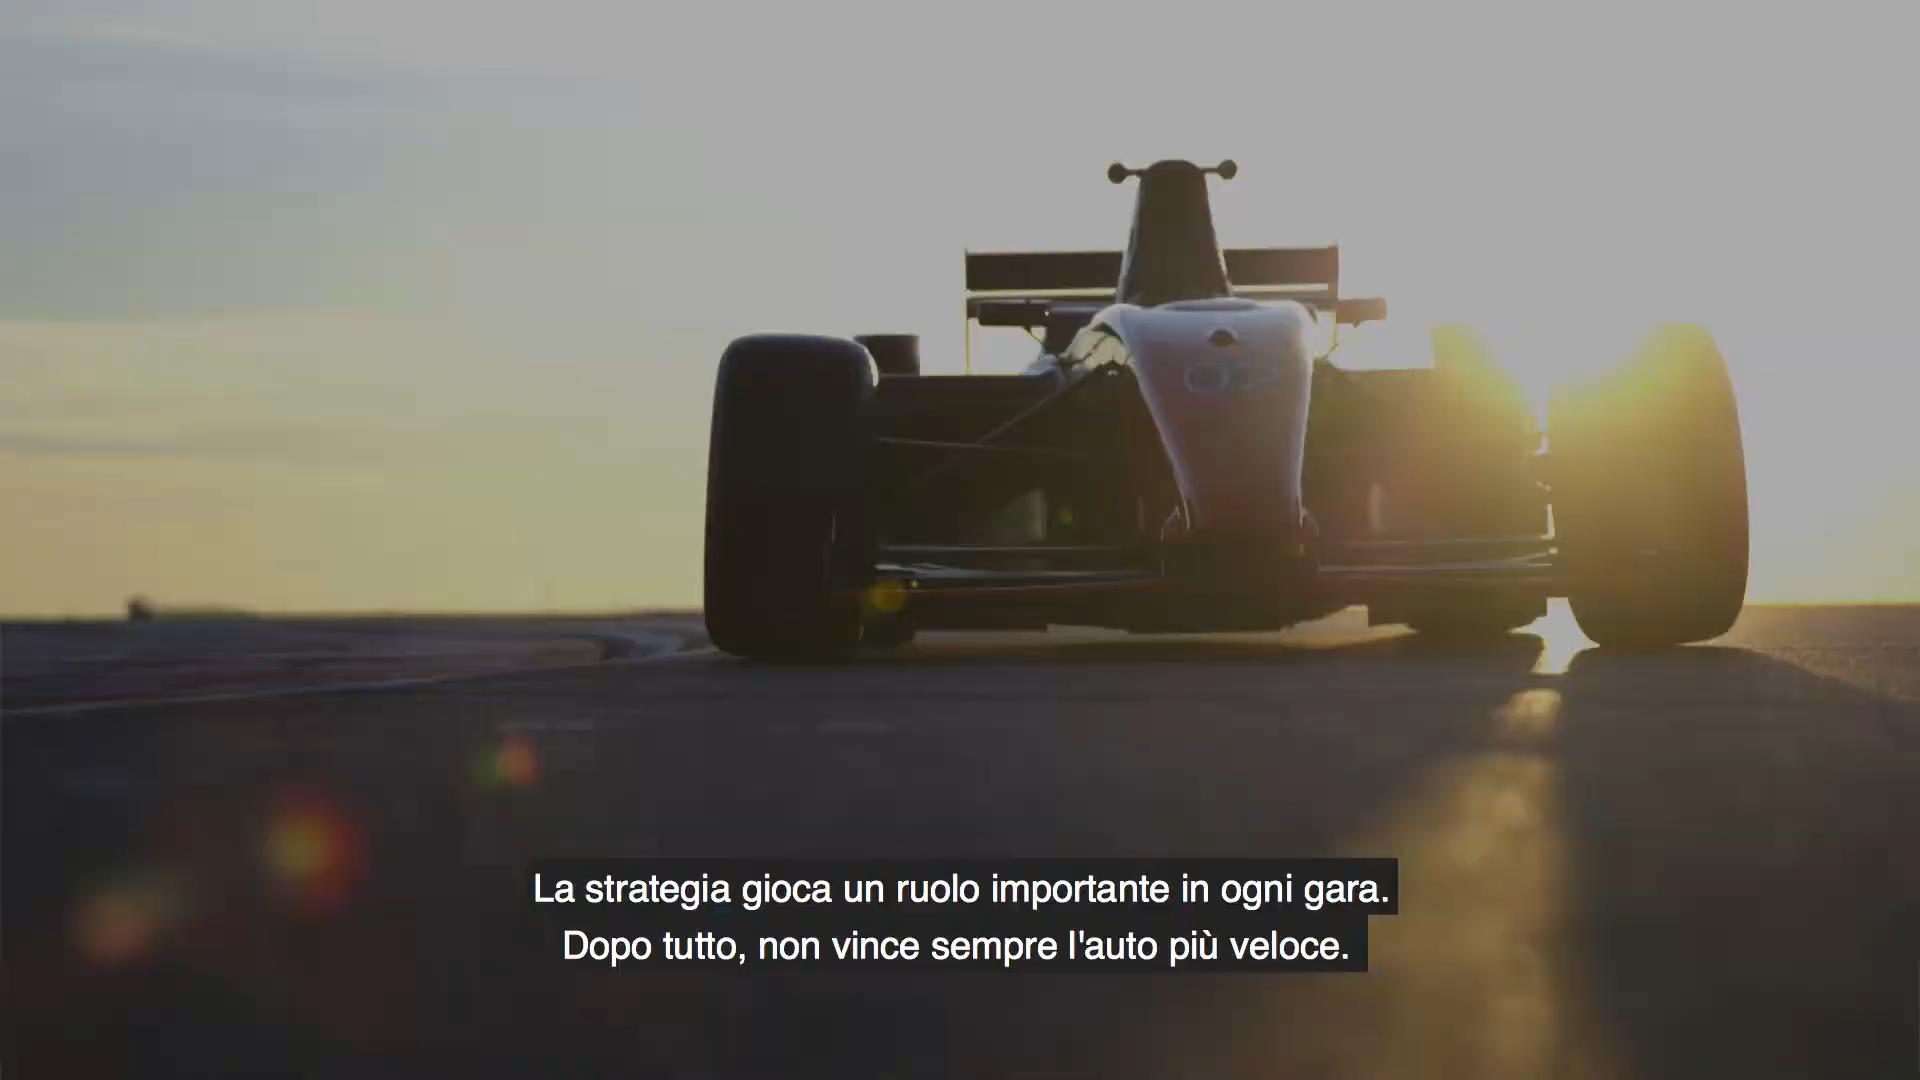 La strategia gioca un ruolo importante in ogni gara.
Dopo tutto, non vince sempre l'auto più veloce.